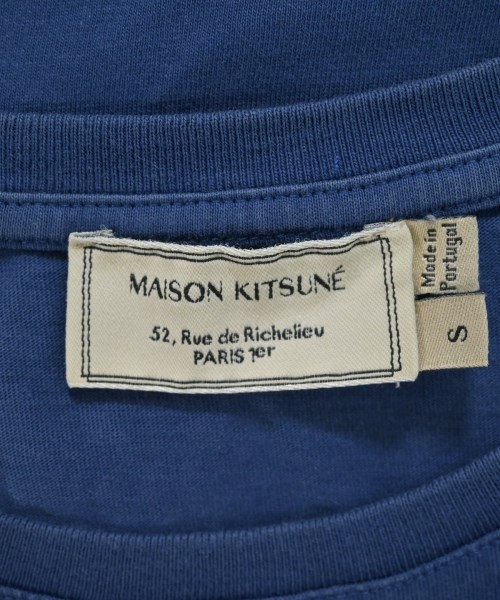 MAISON KITSUNÉ
52, Rue de Richelieu
PARIS 1er
Made in
Portugal
S